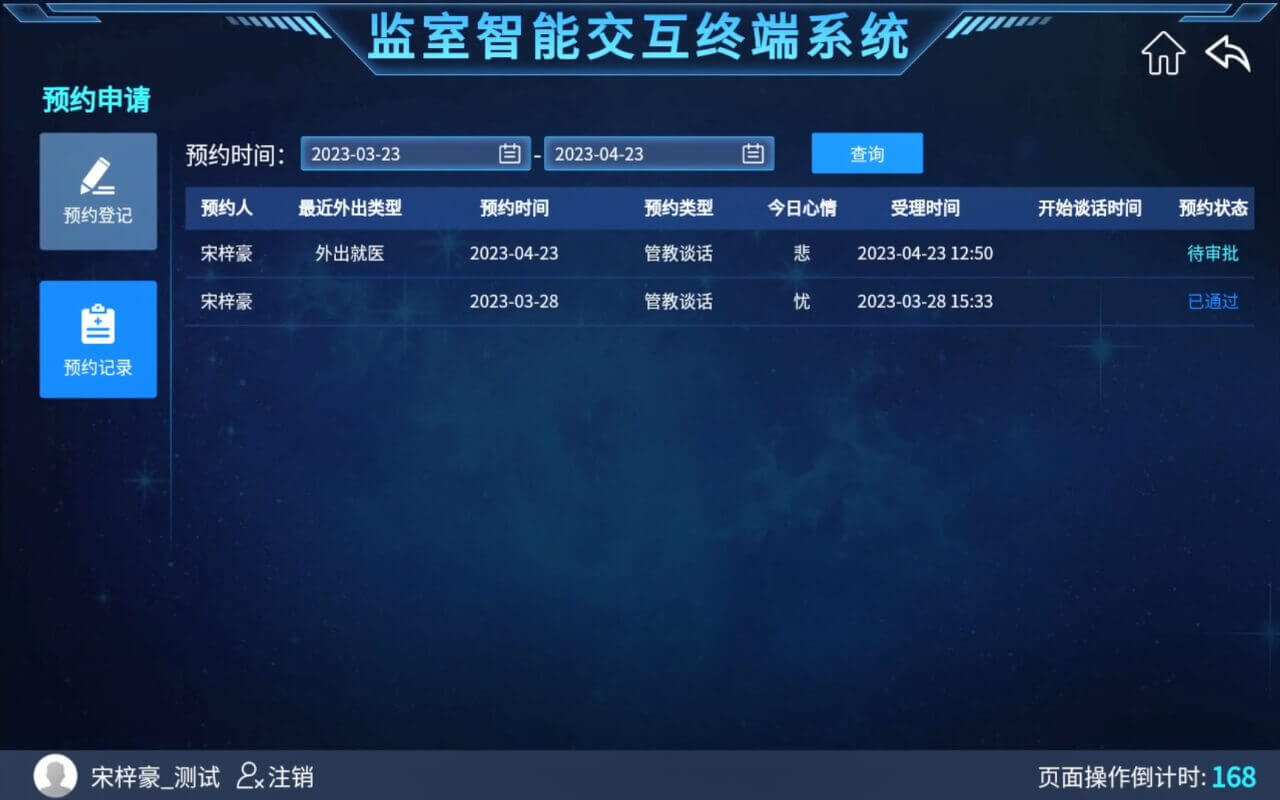 监室智能交互终端系统
预约申请
预约登记
预约记录
预约时间： 2023-03-23 - 2023-04-23 查询
预约人 最近外出类型 预约时间 预约类型 今日心情 受理时间 开始谈话时间 预约状态
宋梓豪 外出就医 2023-04-23 管教谈话 悲 2023-04-23 12:50 待审批
宋梓豪 2023-03-28 管教谈话 忧 2023-03-28 15:33 已通过
宋梓豪_测试 注销 页面操作倒计时: 168